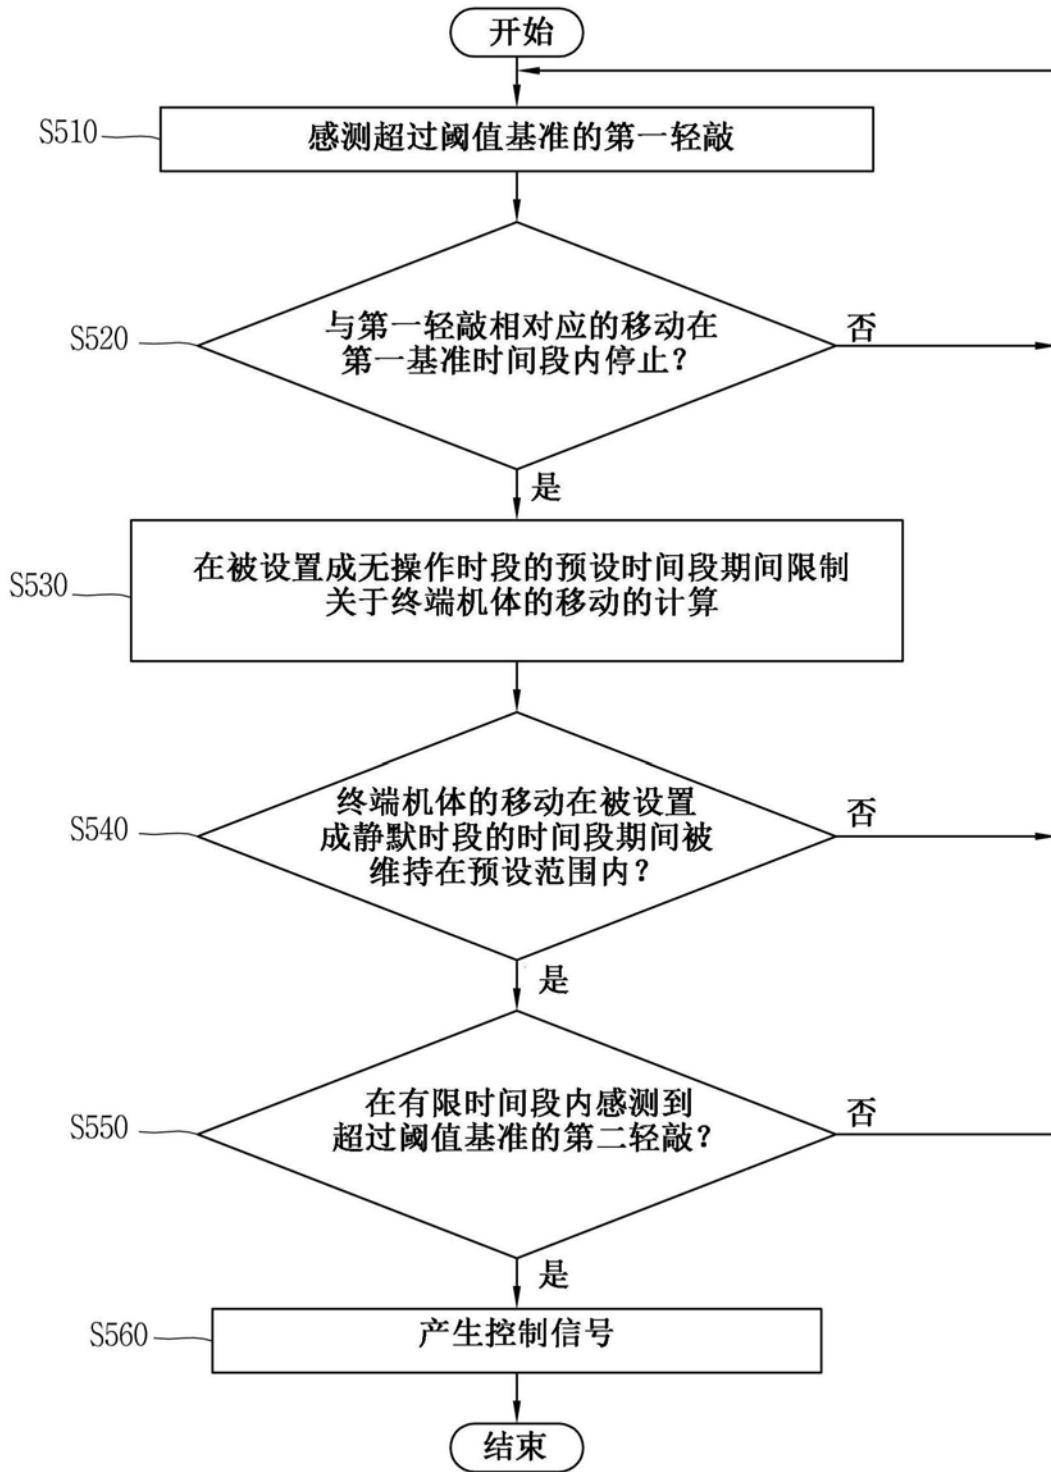 开始
S510
感测超过阈值基准的第一轻敲
S520
与第一轻敲相对应的移动在
第一基准时间段内停止？
否
是
S530
在被设置成无操作时段的预设时间段期间限制
关于终端机体的移动的计算
S540
终端机体的移动在被设置
成静默时段的时间段期间被
维持在预设范围内？
否
是
S550
在有限时间段内感测到
超过阈值基准的第二轻敲？
否
是
S560
产生控制信号
结束